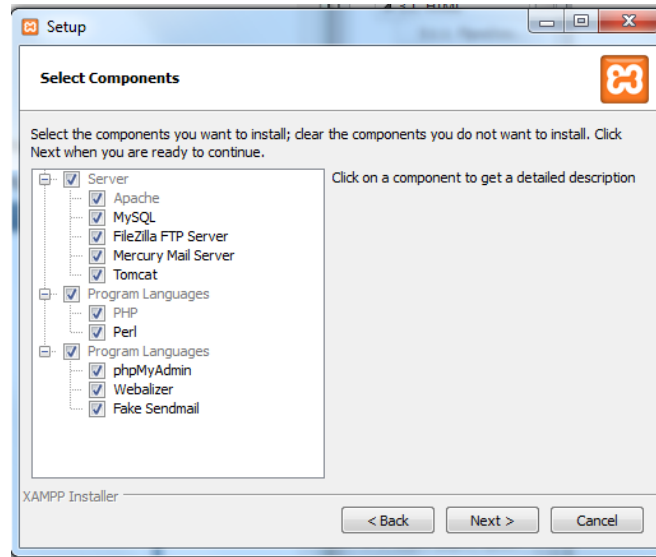 Setup
Select Components
Select the components you want to install; clear the components you do not want to install. Click
Next when you are ready to continue.
Server
Apache
MySQL
FileZilla FTP Server
Mercury Mail Server
Tomcat
Program Languages
PHP
Perl
Program Languages
phpMyAdmin
Webalizer
Fake Sendmail
Click on a component to get a detailed description
XAMPP Installer
< Back
Next >
Cancel